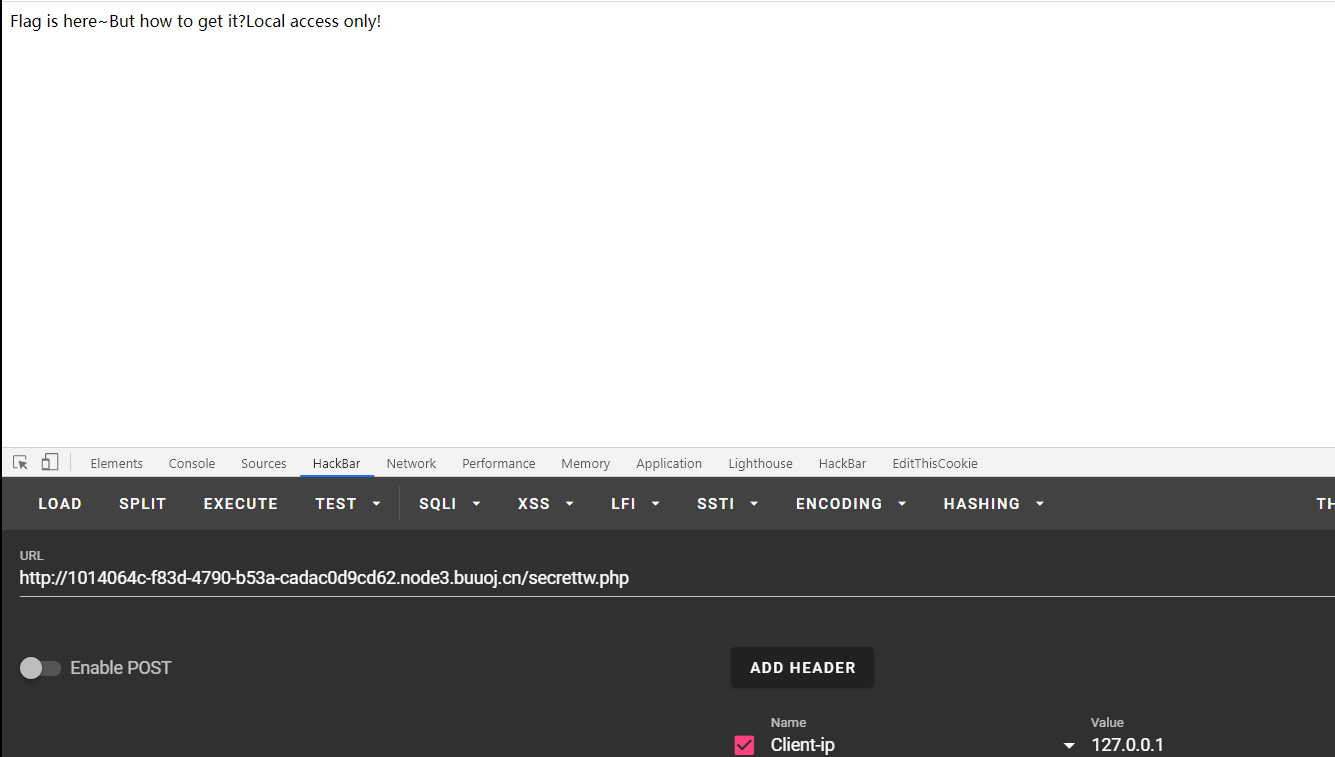 Flag is here~But how to get it?Local access only!
Elements Console Sources HackBar Network Performance Memory Application Lighthouse HackBar EditThisCookie
LOAD SPLIT EXECUTE TEST SQLI XSS LFI SSTI ENCODING HASHING TH
URL
http://1014064c-f83d-4790-b53a-cadac0d9cd62.node3.buuoj.cn/secrettw.php
Enable POST ADD HEADER
Name Value
Client-ip 127.0.0.1